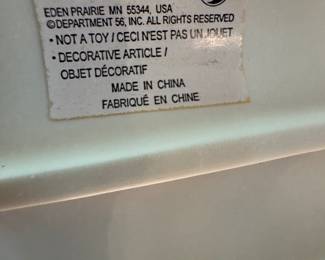 EDEN PRAIRIE MN 55344, USA
©DEPARTMENT 56, INC. ALL RIGHTS RESERVED
• NOT A TOY / CECI N'EST PAS UN JOUET
• DECORATIVE ARTICLE /
OBJET DÉCORATIF
MADE IN CHINA
FABRIQUÉ EN CHINE